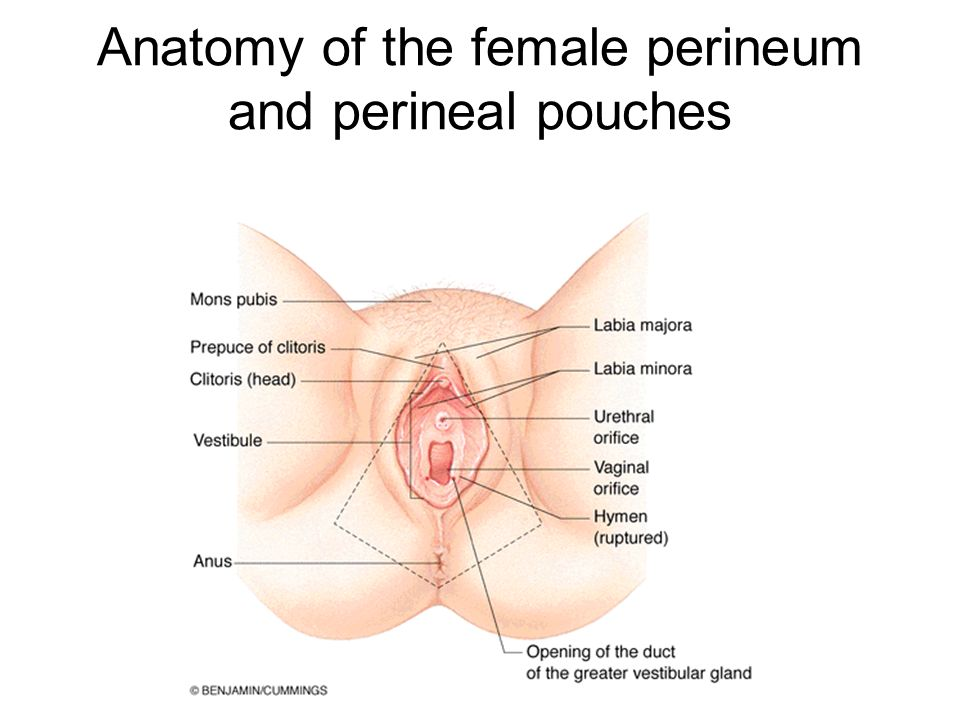 Anatomy of the female perineum
and perineal pouches
Mons pubis
Prepuce of clitoris
Clitoris (head)
Vestibule
Anus
Labia majora
Labia minora
Urethral
orifice
Vaginal
orifice
Hymen
(ruptured)
Opening of the duct
of the greater vestibular gland
© BENJAMIN/CUMMINGS